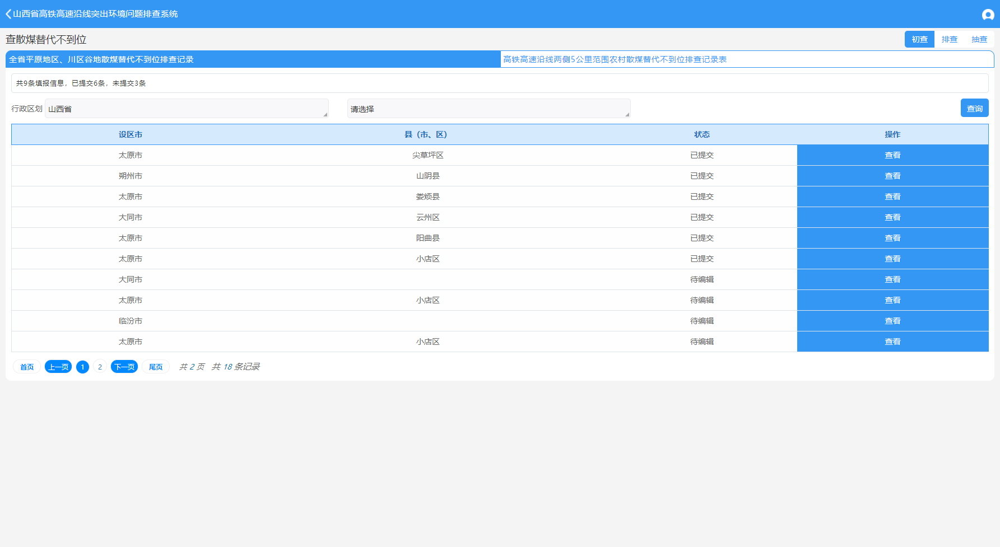 山西省高铁高速沿线突出环境问题排查系统
查散煤替代不到位
初查 排查 抽查
全省平原地区、川区谷地散煤替代不到位排查记录 高铁高速沿线两侧5公里范围农村散煤替代不到位排查记录表
共9条填报信息，已提交6条，未提交3条
行政区划 山西省 请选择 查询
设区市 县（市、区） 状态 操作
太原市 尖草坪区 已提交 查看
朔州市 山阴县 已提交 查看
太原市 娄烦县 已提交 查看
大同市 云州区 已提交 查看
太原市 阳曲县 已提交 查看
太原市 小店区 已提交 查看
大同市 待编辑 查看
太原市 小店区 待编辑 查看
临汾市 待编辑 查看
太原市 小店区 待编辑 查看
首页 上一页 1 2 下一页 尾页 共 2 页 共 18 条记录